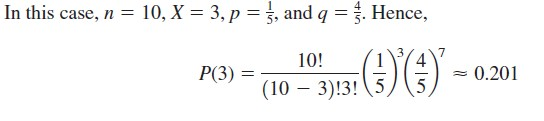 In this case, n = 10, X = 3, p = 1/5, and q = 4/5. Hence,
P(3) = 10!/((10 − 3)!3!) (1/5)^3 (4/5)^7 ≈ 0.201